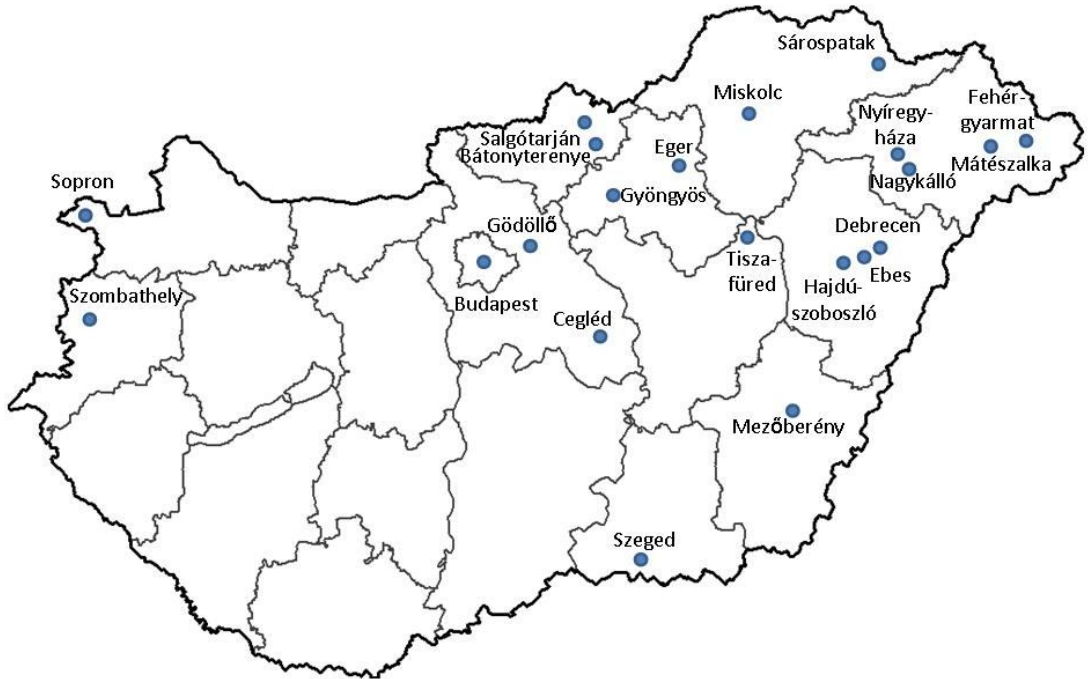 Sárospatak
Miskolc
Fehér-
gyarmat
Nyíregy-
háza
Salgótarján
Bátonyterenye
Eger
Mátészalka
Nagykálló
Sopron
Gyöngyös
Gödöllő
Debrecen
Tisza-
füred
Ebes
Hajdú-
szoboszló
Szombathely
Budapest
Cegléd
Mezőberény
Szeged